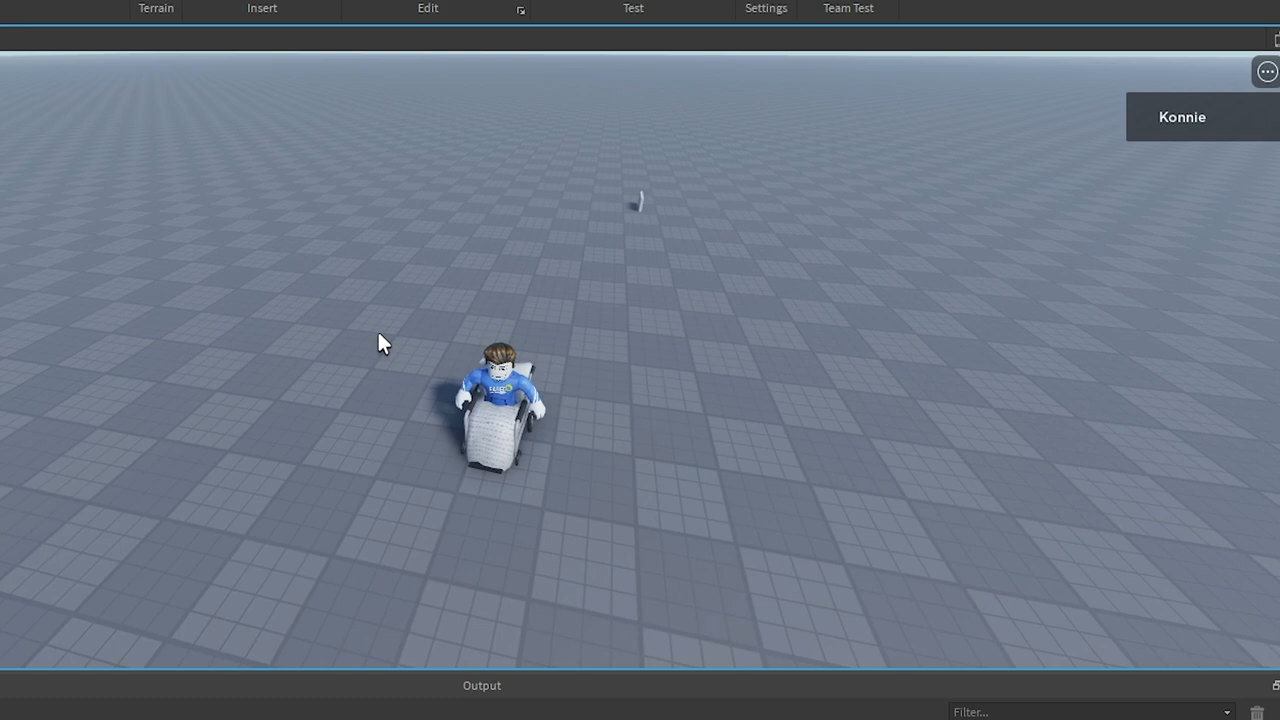 Terrain
Insert
Edit
Test
Settings
Team Test
Konnie
Output
Filter...